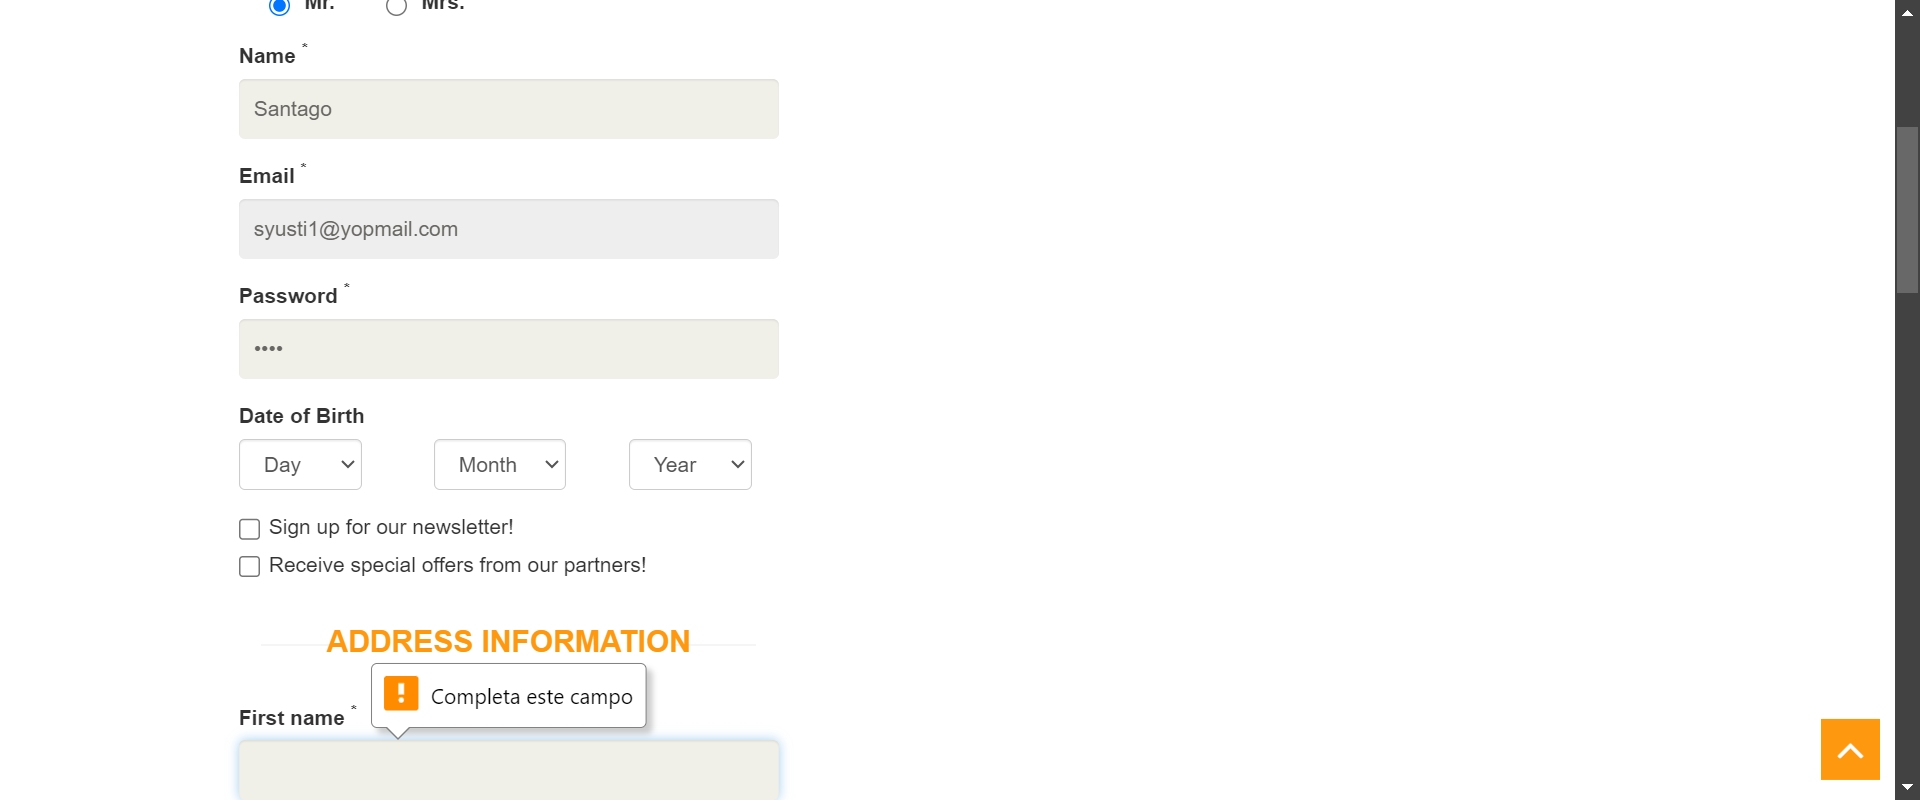 Mr. Mrs.
Name *
Santago
Email *
syusti1@yopmail.com
Password *
••••
Date of Birth
Day Month Year
Sign up for our newsletter!
Receive special offers from our partners!
ADDRESS INFORMATION
Completa este campo
First name *